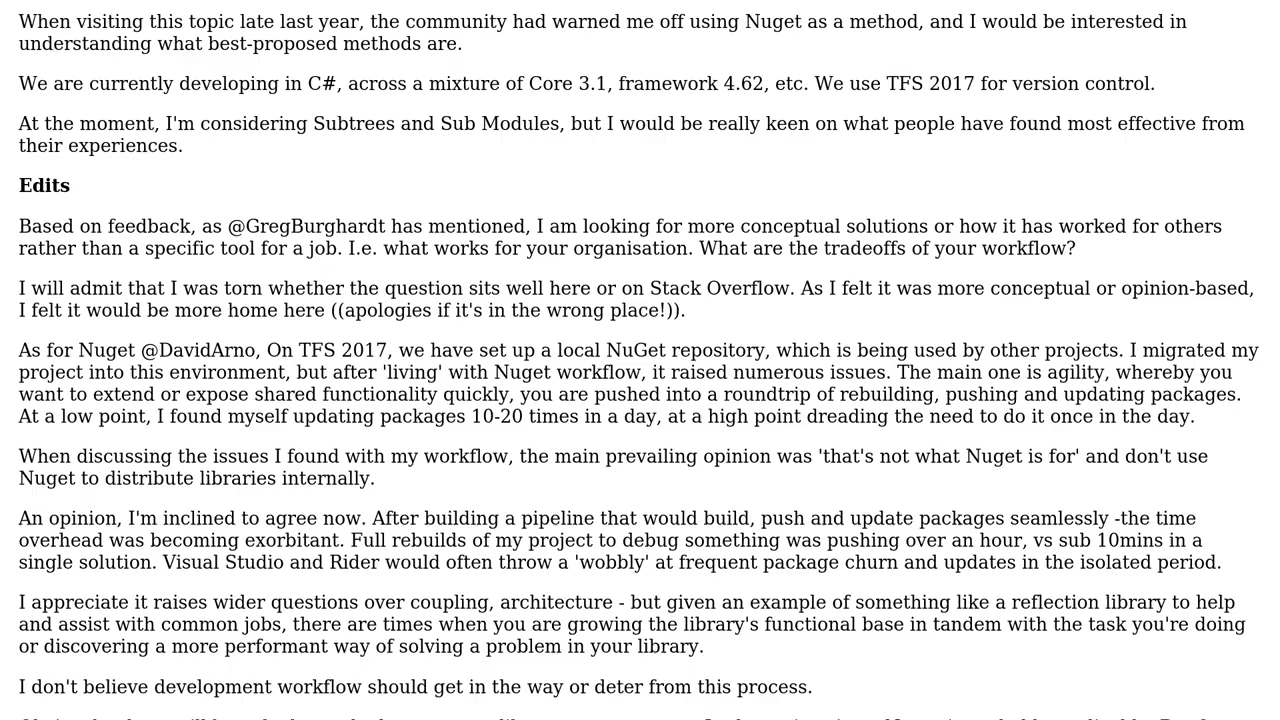 When visiting this topic late last year, the community had warned me off using Nuget as a method, and I would be interested in
understanding what best-proposed methods are.
We are currently developing in C#, across a mixture of Core 3.1, framework 4.62, etc. We use TFS 2017 for version control.
At the moment, I'm considering Subtrees and Sub Modules, but I would be really keen on what people have found most effective from
their experiences.
Edits
Based on feedback, as @GregBurghardt has mentioned, I am looking for more conceptual solutions or how it has worked for others
rather than a specific tool for a job. I.e. what works for your organisation. What are the tradeoffs of your workflow?
I will admit that I was torn whether the question sits well here or on Stack Overflow. As I felt it was more conceptual or opinion-based,
I felt it would be more home here ((apologies if it's in the wrong place!)).
As for Nuget @DavidArno, On TFS 2017, we have set up a local NuGet repository, which is being used by other projects. I migrated my
project into this environment, but after 'living' with Nuget workflow, it raised numerous issues. The main one is agility, whereby you
want to extend or expose shared functionality quickly, you are pushed into a roundtrip of rebuilding, pushing and updating packages.
At a low point, I found myself updating packages 10-20 times in a day, at a high point dreading the need to do it once in the day.
When discussing the issues I found with my workflow, the main prevailing opinion was 'that's not what Nuget is for' and don't use
Nuget to distribute libraries internally.
An opinion, I'm inclined to agree now. After building a pipeline that would build, push and update packages seamlessly -the time
overhead was becoming exorbitant. Full rebuilds of my project to debug something was pushing over an hour, vs sub 10mins in a
single solution. Visual Studio and Rider would often throw a 'wobbly' at frequent package churn and updates in the isolated period.
I appreciate it raises wider questions over coupling, architecture - but given an example of something like a reflection library to help
and assist with common jobs, there are times when you are growing the library's functional base in tandem with the task you're doing
or discovering a more performant way of solving a problem in your library.
I don't believe development workflow should get in the way or deter from this process.